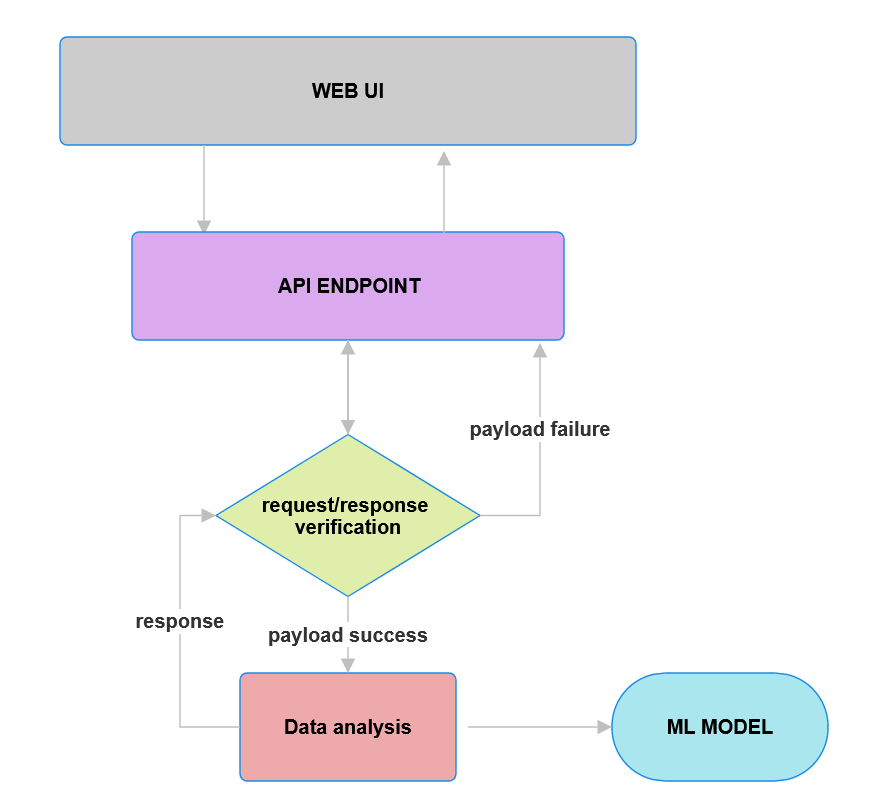 WEB UI
API ENDPOINT
payload failure
request/response
verification
response
payload success
Data analysis
ML MODEL